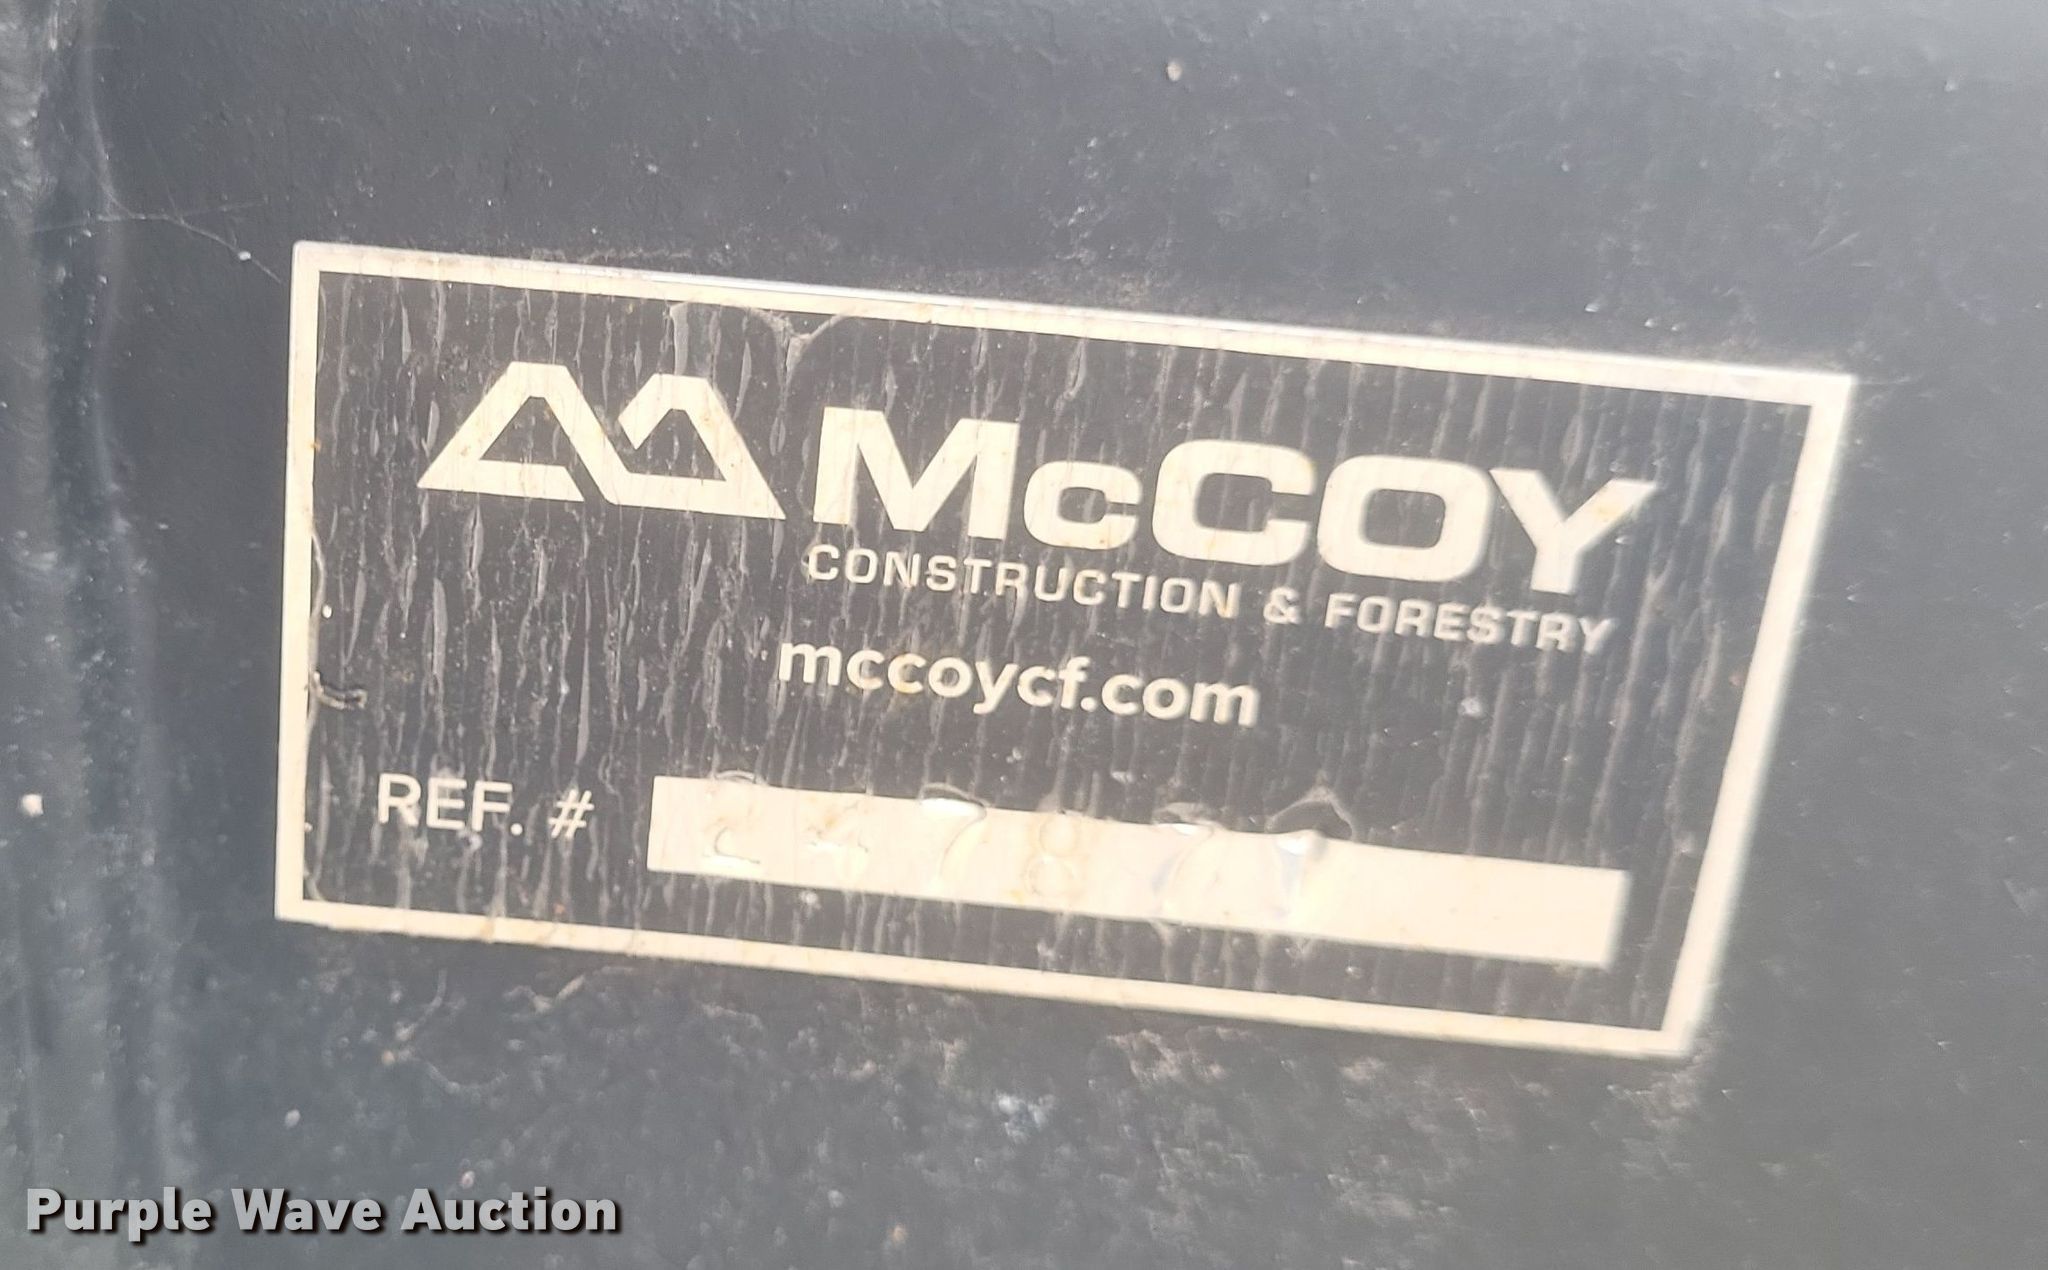 McCOY
CONSTRUCTION & FORESTRY
mccoycf.com
REF. #
Purple Wave Auction